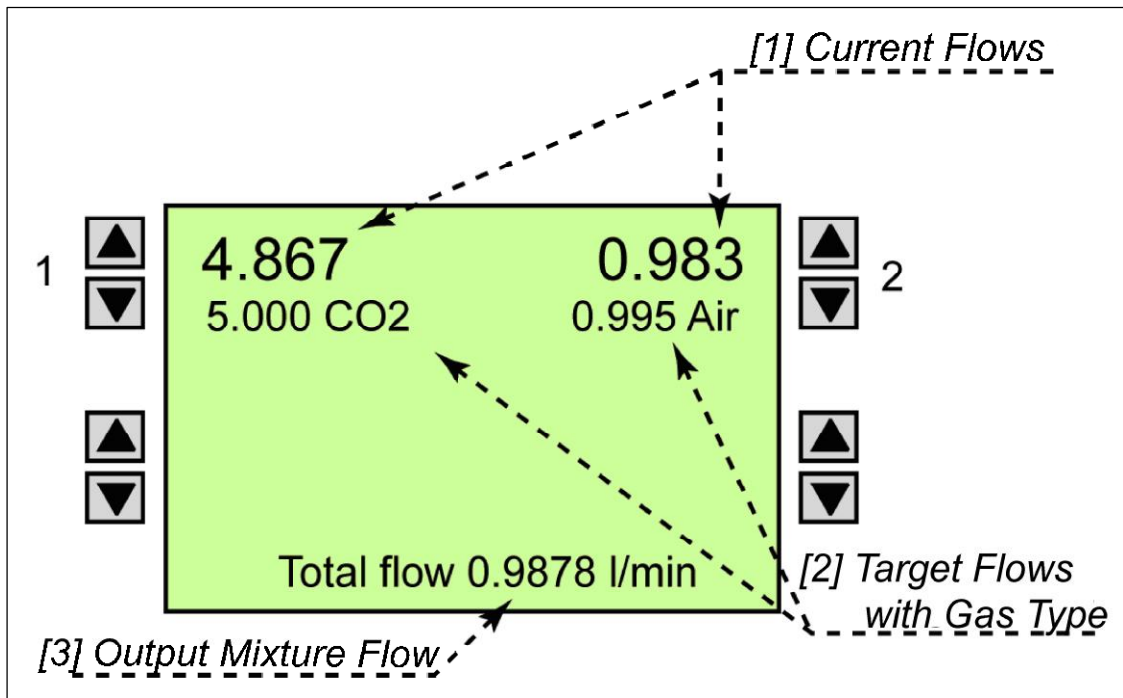 [1] Current Flows
1
4.867
0.983
2
5.000 CO2
0.995 Air
Total flow 0.9878 l/min
[2] Target Flows
with Gas Type
[3] Output Mixture Flow